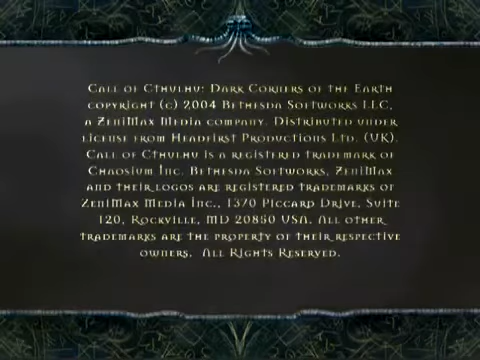 Call of Cthulhu: Dark Corners of the Earth
copyright (c) 2004 Bethesda Softworks LLC,
a ZeniMax Media company. Distributed under
license from Headfirst Productions Ltd. (UK).
Call of Cthulhu is a registered trademark of
Chaosium Inc. Bethesda Softworks, ZeniMax
and their logos are registered trademarks of
ZeniMax Media Inc., 1370 Piccard Drive, Suite
120, Rockville, MD 20850 USA. All other
trademarks are the property of their respective
owners. All Rights Reserved.